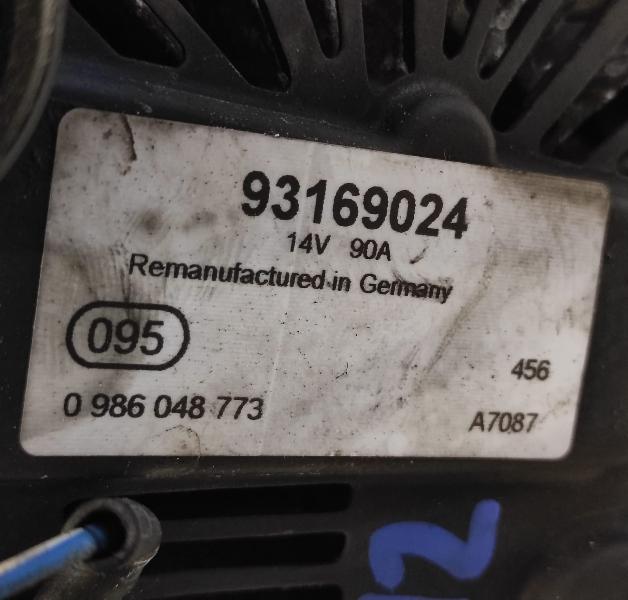 93169024
14V 90A
Remanufactured in Germany
095
456
0 986 048 773
A7087